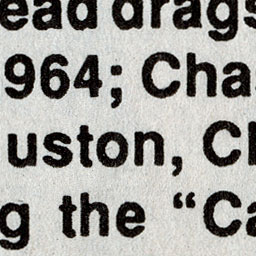 ead drags
964; Cha
uston, C
g the “Ca